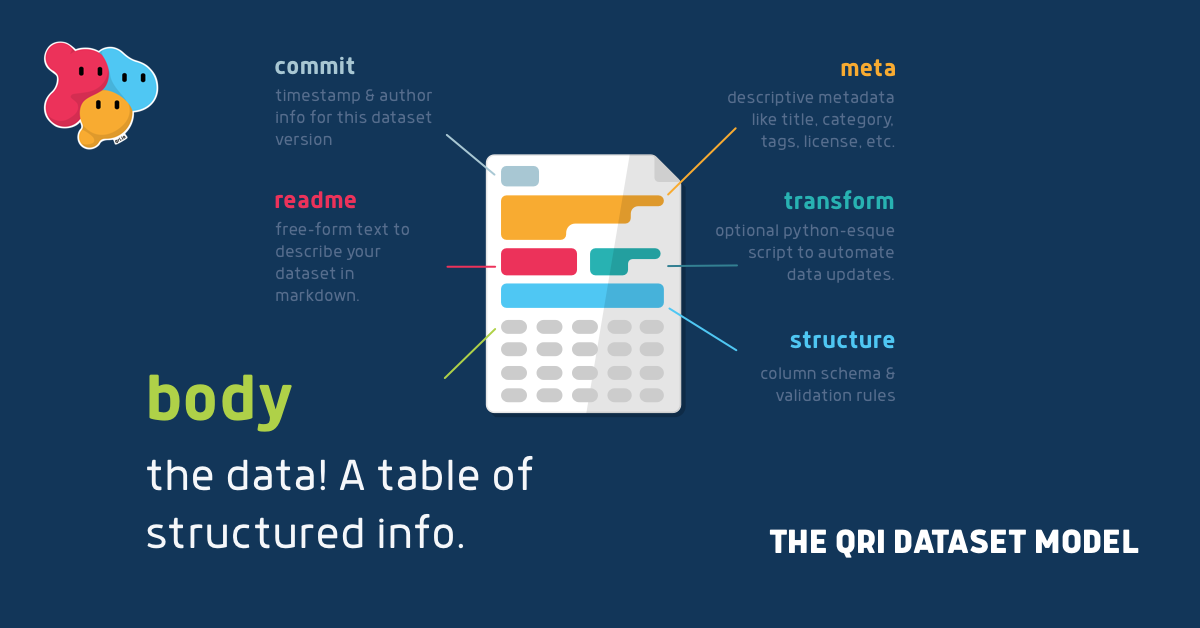 commit
timestamp & author
info for this dataset
version
readme
free-form text to
describe your
dataset in
markdown.
meta
descriptive metadata
like title, category,
tags, license, etc.
transform
optional python-esque
script to automate
data updates.
structure
column schema &
validation rules
body
the data! A table of
structured info.
THE QRI DATASET MODEL